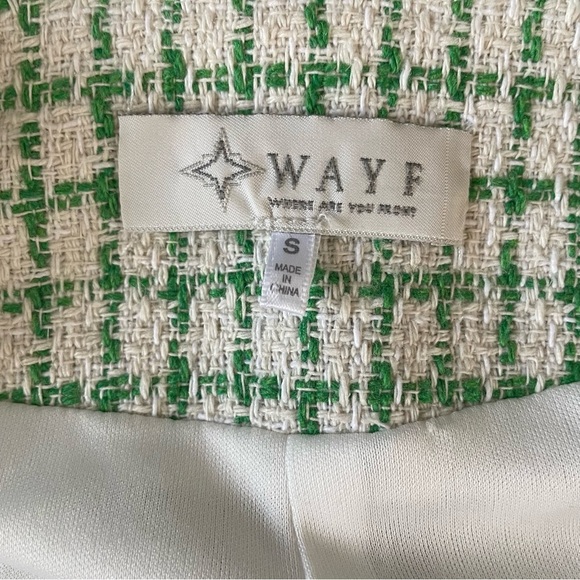 WAYF
WHERE ARE YOU FROM?
S
MADE
IN
CHINA